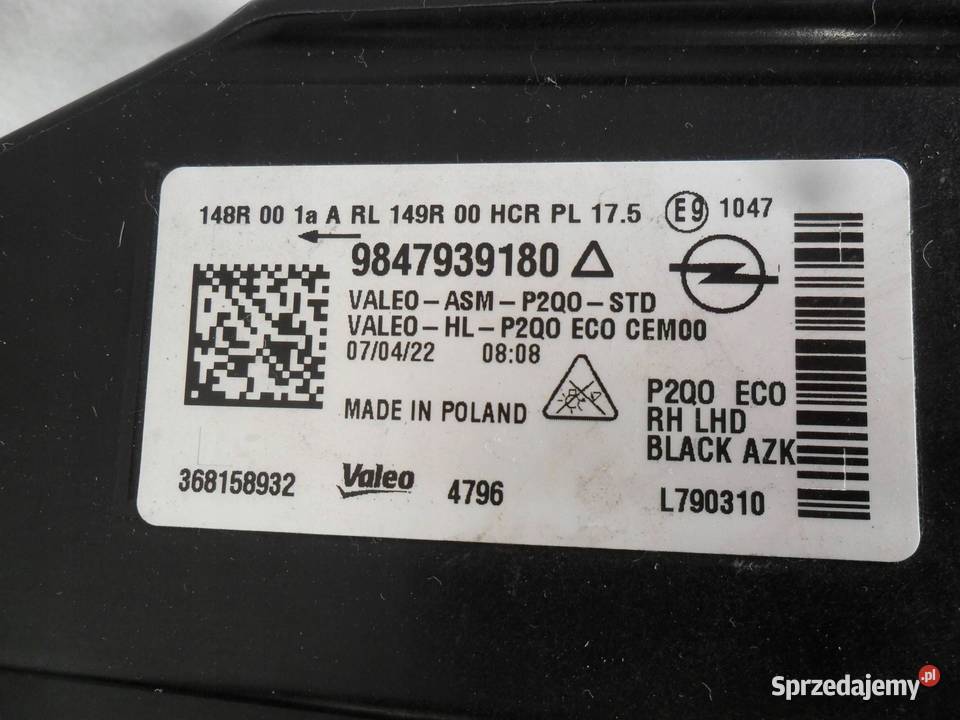 148R 00 1a A RL 149R 00 HCR PL 17.5 E9 1047
9847939180
VALEO-ASM-P2QO-STD
VALEO-HL-P2QO ECO CEM00
07/04/22 08:08
MADE IN POLAND
P2QO ECO
RH LHD
BLACK AZK
368158932 Valeo 4796 L790310
Sprzedajemy.pl